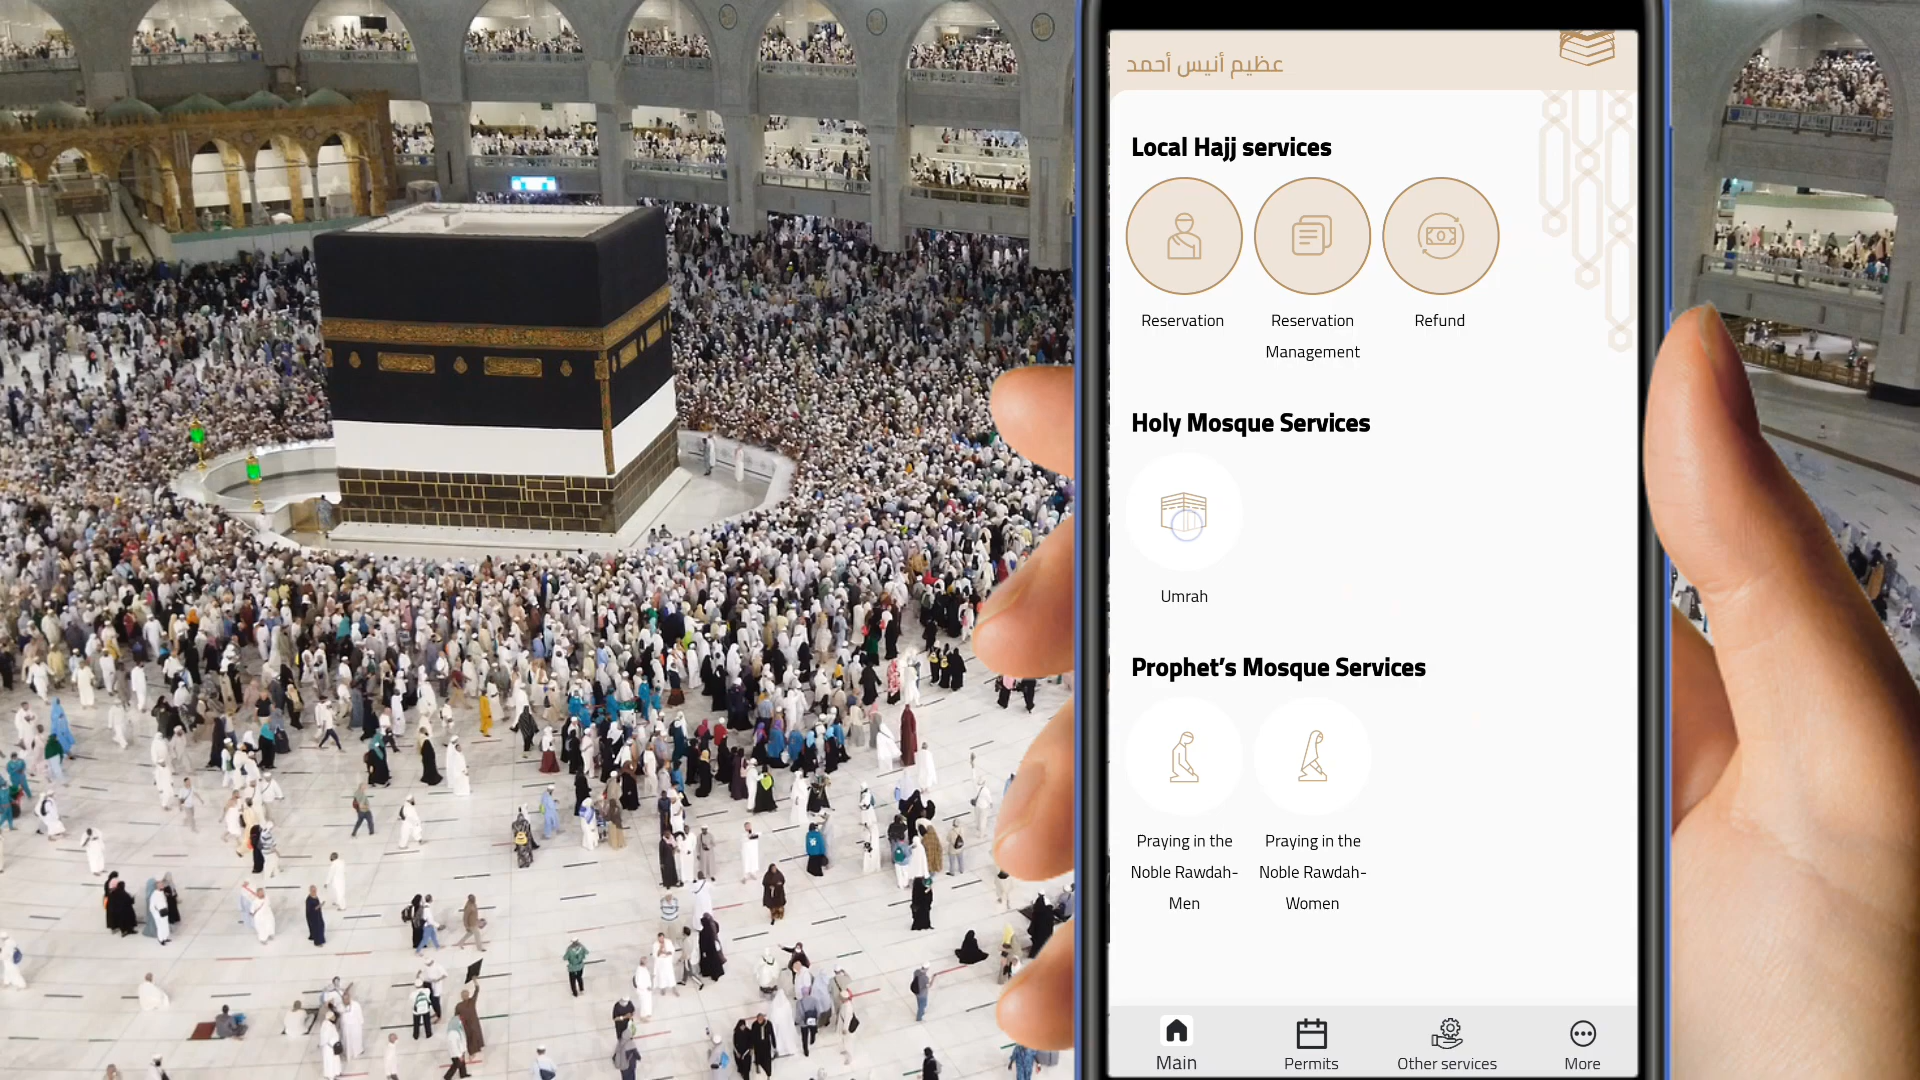 عظيم أنيس أحمد
Local Hajj services
Reservation
Reservation
Management
Refund
Holy Mosque Services
Umrah
Prophet’s Mosque Services
Praying in the
Noble Rawdah-
Men
Praying in the
Noble Rawdah-
Women
Main
Permits
Other services
More